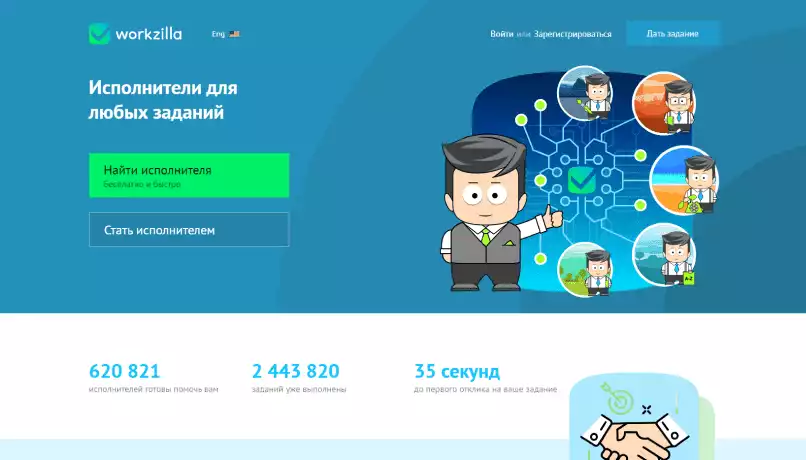 workzilla
Eng
Войти или Зарегистрироваться
Дать задание
Исполнители для
любых заданий
Найти исполнителя
бесплатно и быстро
Стать исполнителем
A-Z
620 821
исполнителей готовы помочь вам
2 443 820
заданий уже выполнены
35 секунд
до первого отклика на ваше задание